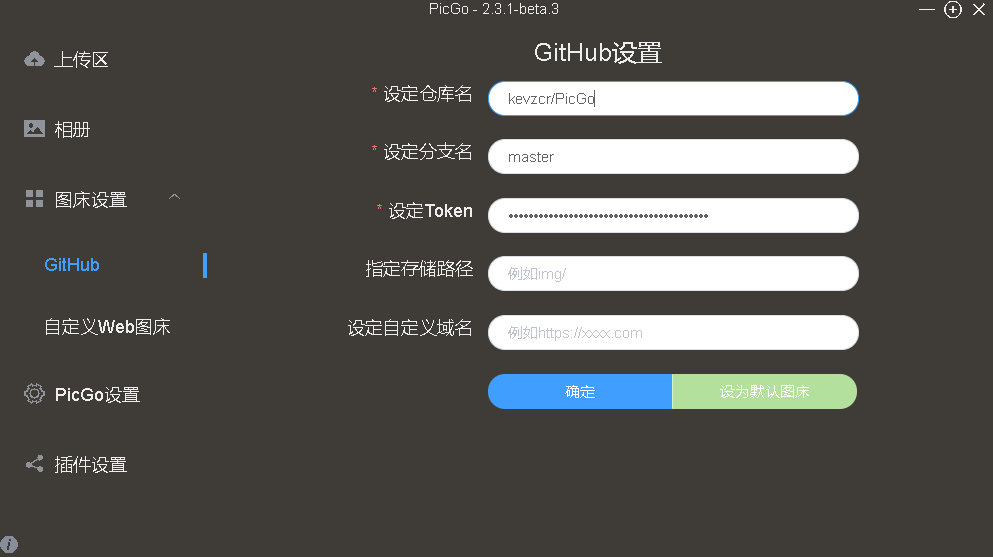 PicGo - 2.3.1-beta.3
上传区
相册
图床设置
GitHub
自定义Web图床
PicGo设置
插件设置
GitHub设置
* 设定仓库名
kevzcr/PicGo
* 设定分支名
master
* 设定Token
••••••••••••••••••••••••••••••••••••••••
指定存储路径
例如img/
设定自定义域名
例如https://xxxx.com
确定
设为默认图床